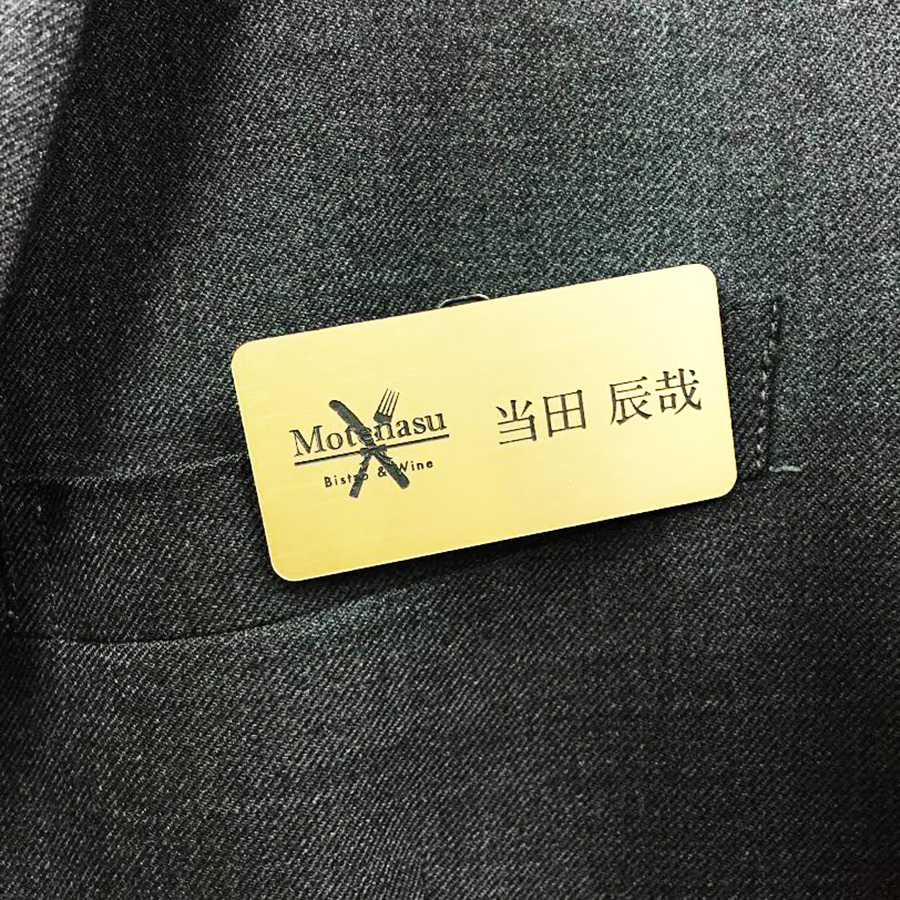 Motenasu
Bistro & Wine
当田 辰哉